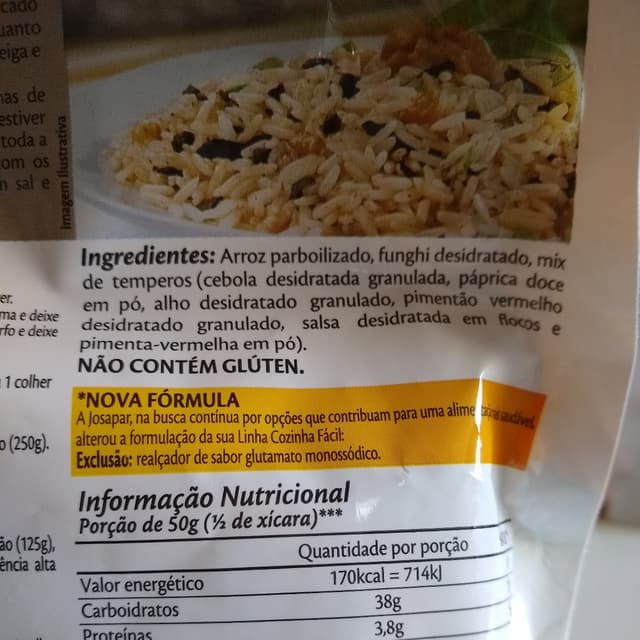 cado
uanto
eiga e
nas de
estiver
toda a
om os
n sal e
Imagem Ilustrativa
Ingredientes: Arroz parboilizado, funghi desidratado, mix
de temperos (cebola desidratada granulada, páprica doce
em pó, alho desidratado granulado, pimentão vermelho
desidratado granulado, salsa desidratada em flocos e
pimenta-vermelha em pó).
NÃO CONTÉM GLÚTEN.
er.
ma e deixe
rfo e deixe
1 colher
o (250g).
ão (125g),
ência alta
*NOVA FÓRMULA
A Josapar, na busca contínua por opções que contribuam para uma alimentação saudável,
alterou a formulação da sua Linha Cozinha Fácil:
Exclusão: realçador de sabor glutamato monossódico.
Informação Nutricional
Porção de 50g (½ de xícara)***
Quantidade por porção
Valor energético 170kcal = 714kJ
Carboidratos 38g
Proteínas 3,8g